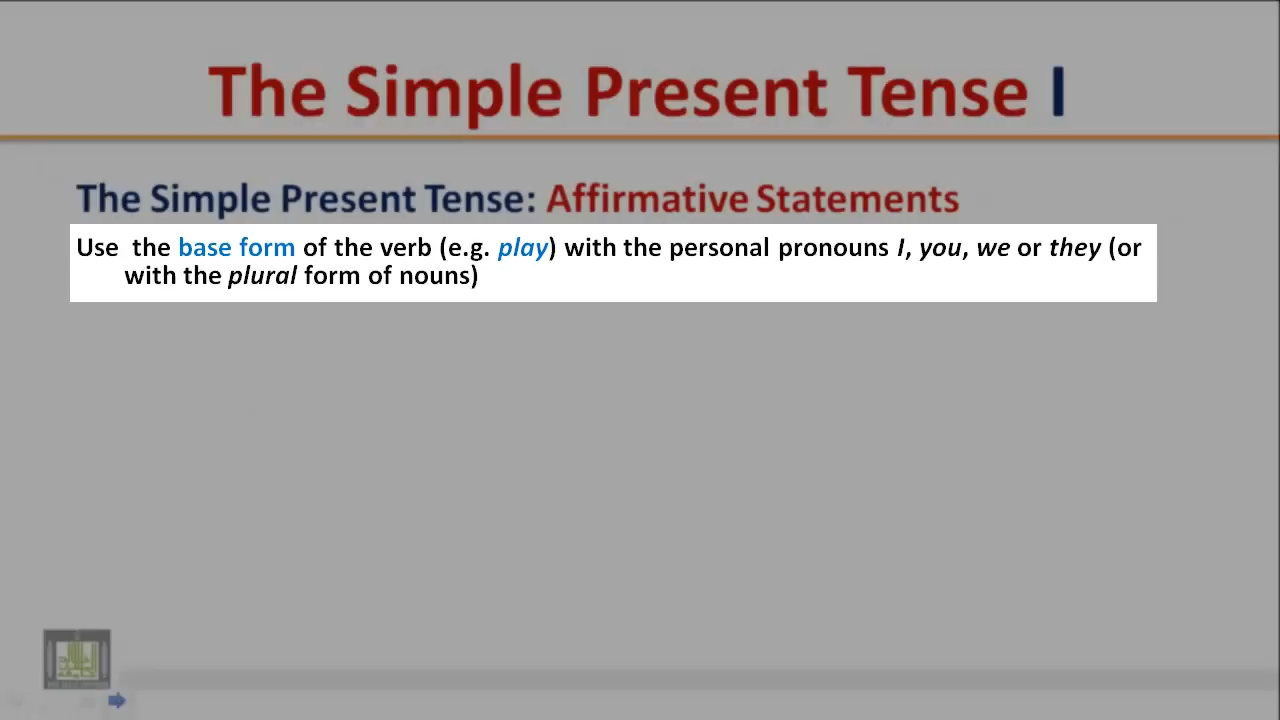 The Simple Present Tense I
The Simple Present Tense: Affirmative Statements
Use the base form of the verb (e.g. play) with the personal pronouns I, you, we or they (or
with the plural form of nouns)